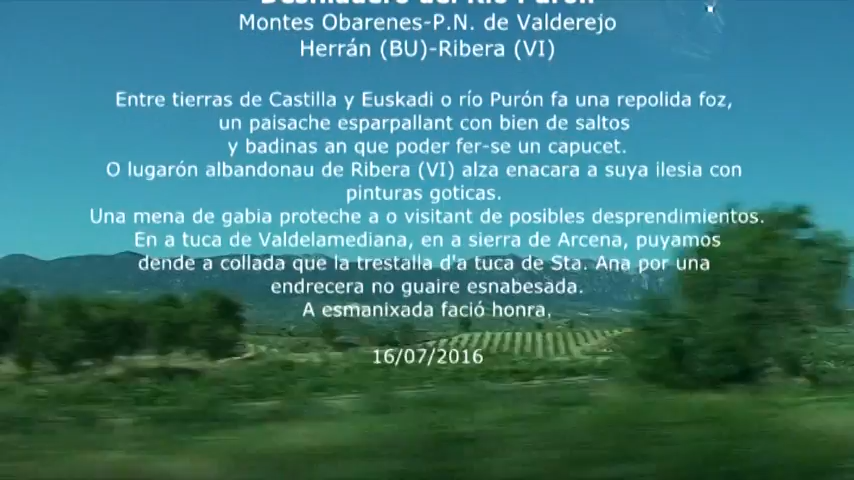 Desfiladero del Río Purón
Montes Obarenes-P.N. de Valderejo
Herrán (BU)-Ribera (VI)
Entre tierras de Castilla y Euskadi o río Purón fa una repolida foz,
un paisache esparpallant con bien de saltos
y badinas an que poder fer-se un capucet.
O lugarón albandonau de Ribera (VI) alza enacara a suya ilesia con
pinturas goticas.
Una mena de gabia proteche a o visitant de posibles desprendimientos.
En a tuca de Valdelamediana, en a sierra de Arcena, puyamos
dende a collada que la trestalla d'a tuca de Sta. Ana por una
endrecera no guaire esnabesada.
A esmanixada fació honra.
16/07/2016